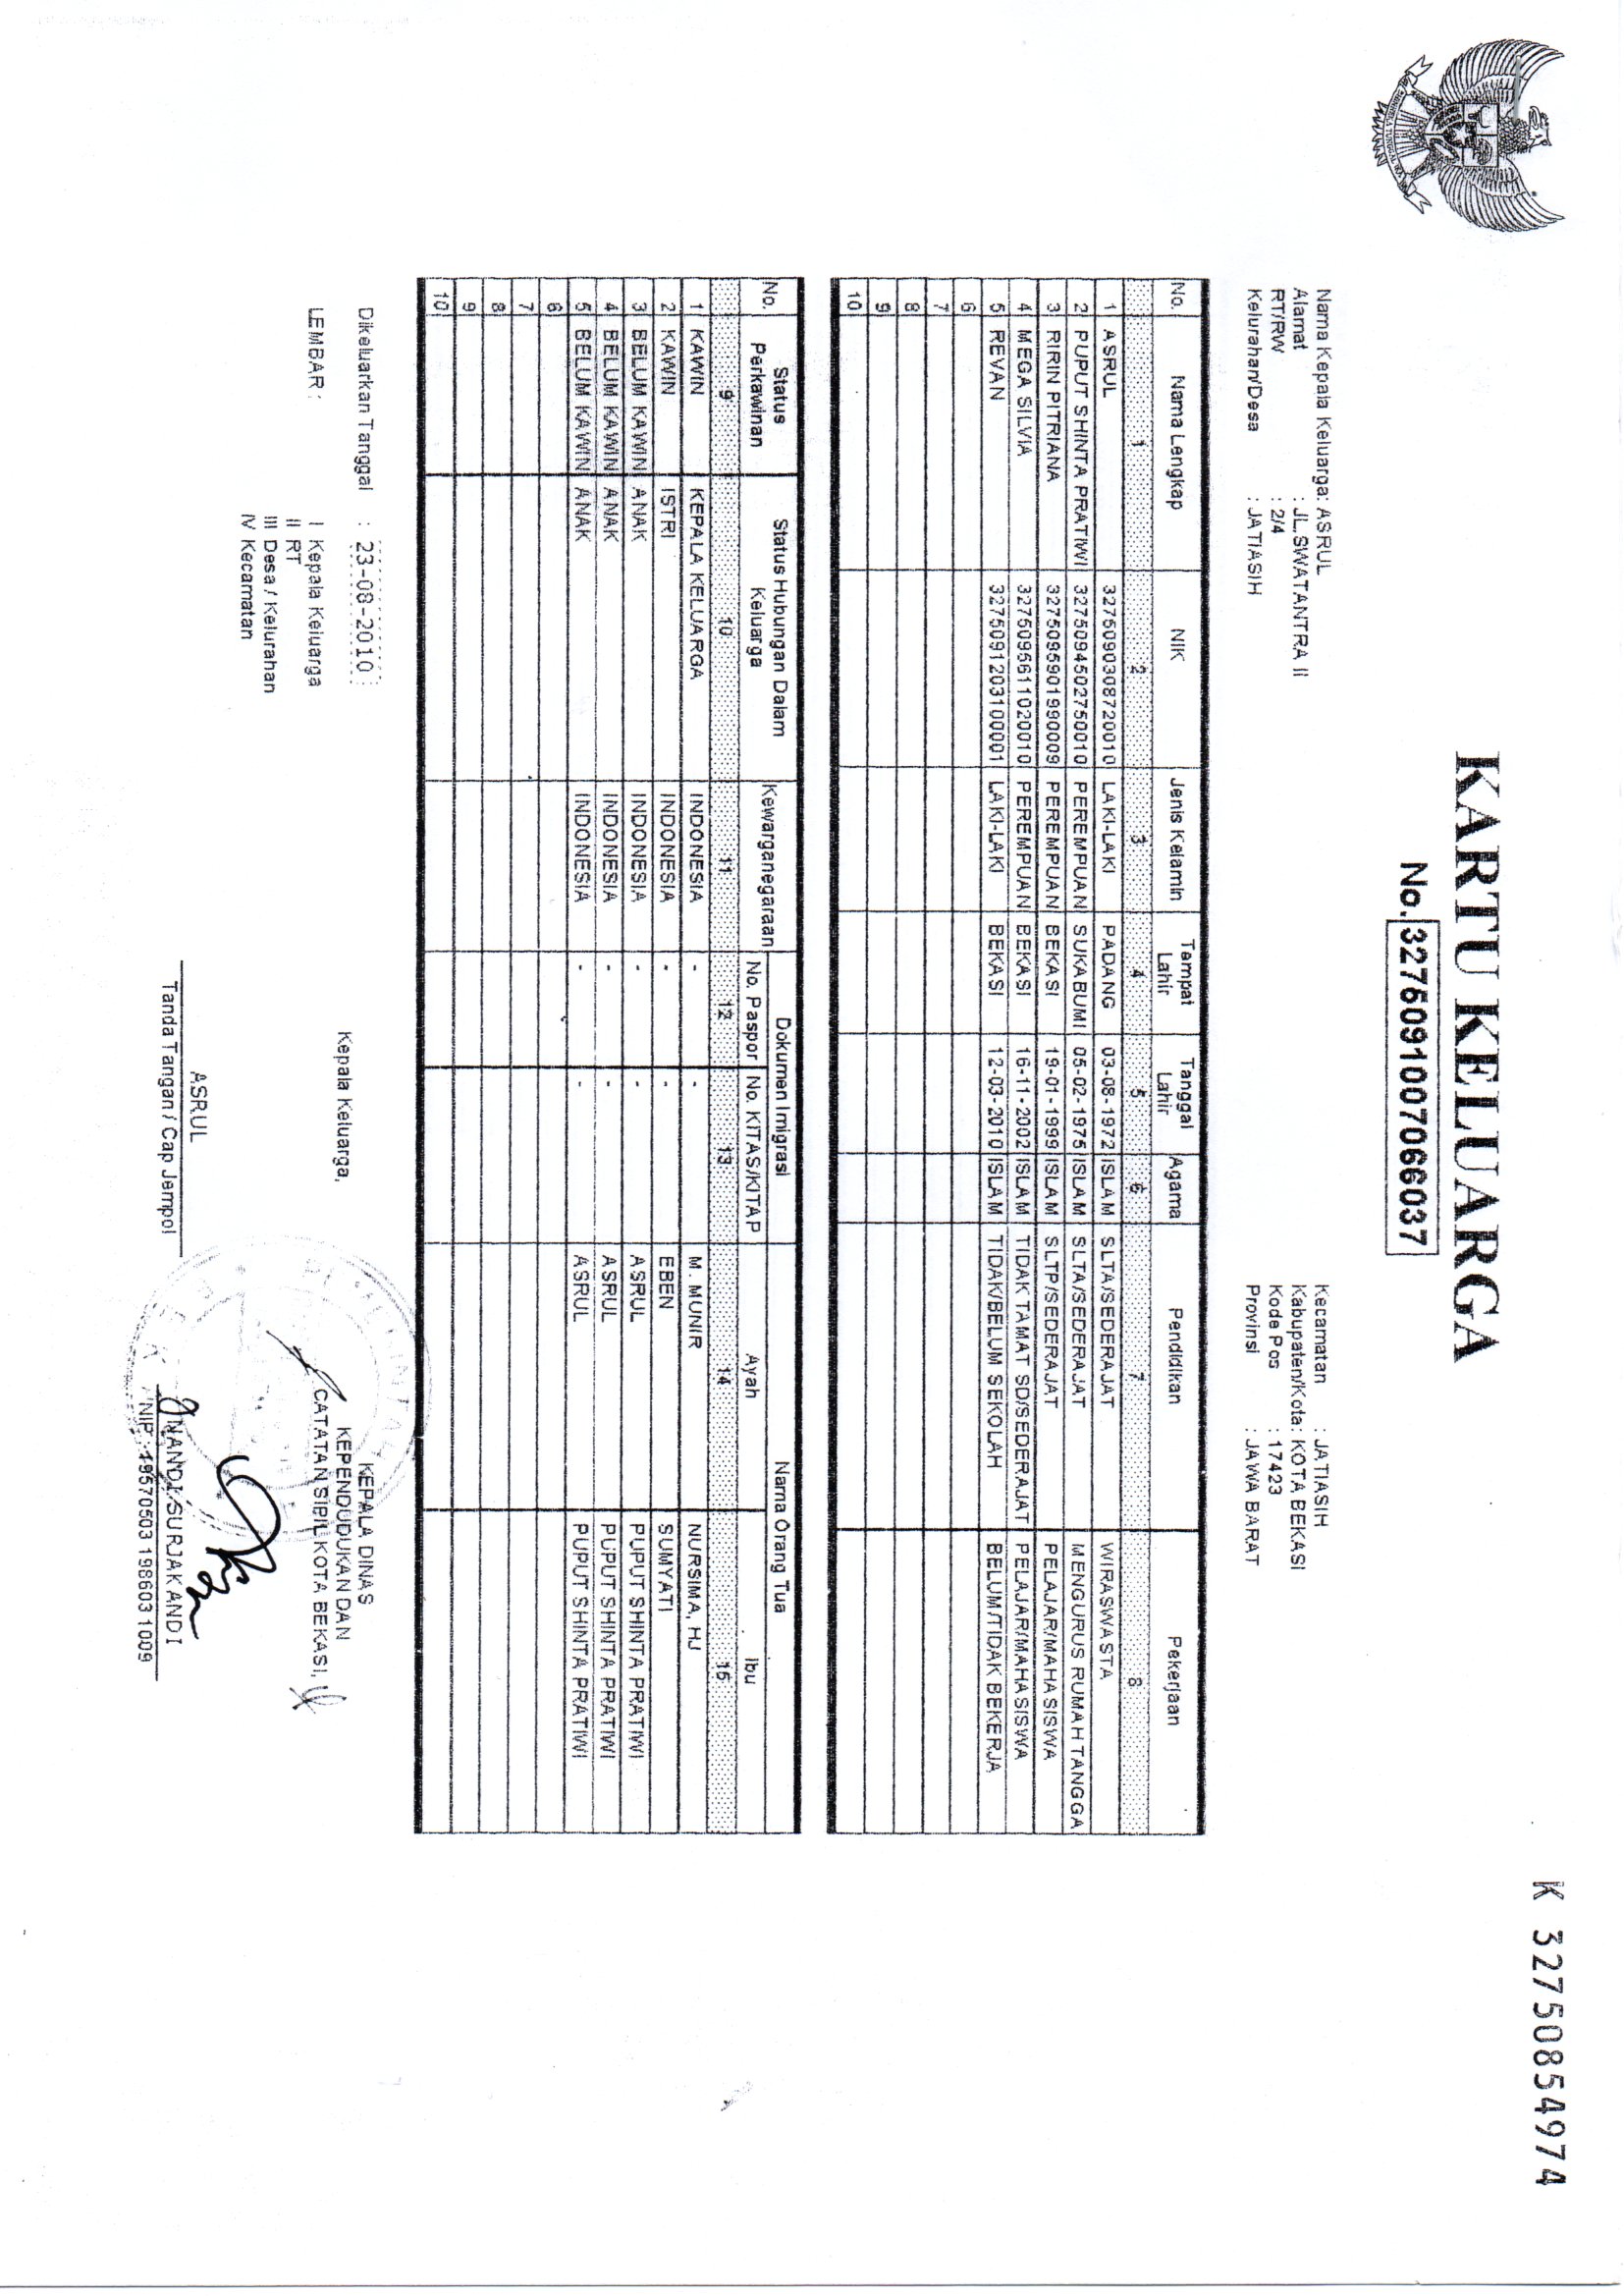 K 32750854974
KARTU KELUARGA
No. 3275091007066037
Nama Kepala Keluarga: ASRUL
Alamat : JL.SWATANTRA II
RT/RW : 2/4
Kelurahan/Desa : JATIASIH
Kecamatan : JATIASIH
Kabupaten/Kota: KOTA BEKASI
Kode Pos : 17423
Provinsi : JAWA BARAT
No. Nama Lengkap NIK Jenis Kelamin Tempat Lahir Tanggal Lahir Agama Pendidikan Pekerjaan
1 2 3 4 5 6 7 8
1 ASRUL 3275090308720010 LAKI-LAKI PADANG 03-08-1972 ISLAM SLTA/SEDERAJAT WIRASWASTA
2 PUPUT SHINTA PRATIWI 3275094502750010 PEREMPUAN SUKABUMI 05-02-1975 ISLAM SLTA/SEDERAJAT MENGURUS RUMAH TANGGA
3 RIRIN PITRIANA 3275095901990009 PEREMPUAN BEKASI 19-01-1999 ISLAM SLTP/SEDERAJAT PELAJAR/MAHASISWA
4 MEGA SILVIA 3275095611020010 PEREMPUAN BEKASI 16-11-2002 ISLAM TIDAK TAMAT SD/SEDERAJAT PELAJAR/MAHASISWA
5 REVAN 3275091203100001 LAKI-LAKI BEKASI 12-03-2010 ISLAM TIDAK/BELUM SEKOLAH BELUM/TIDAK BEKERJA
6
7
8
9
10
No. Status Perkawinan Status Hubungan Dalam Keluarga Kewarganegaraan Dokumen Imigrasi Nama Orang Tua
No. Paspor No. KITAS/KITAP Ayah Ibu
9 10 11 12 13 14 15
1 KAWIN KEPALA KELUARGA INDONESIA - - M. MUNIR NURSIMA, HJ
2 KAWIN ISTRI INDONESIA - - EBEN SUMYATI
3 BELUM KAWIN ANAK INDONESIA - - ASRUL PUPUT SHINTA PRATIWI
4 BELUM KAWIN ANAK INDONESIA - - ASRUL PUPUT SHINTA PRATIWI
5 BELUM KAWIN ANAK INDONESIA - - ASRUL PUPUT SHINTA PRATIWI
6
7
8
9
10
Dikeluarkan Tanggal : 23-08-2010
LEMBAR : I Kepala Keluarga
II RT
III Desa / Kelurahan
IV Kecamatan
Kepala Keluarga,
ASRUL
Tanda Tangan / Cap Jempol
KEPALA DINAS
KEPENDUDUKAN DAN
CATATAN SIPIL KOTA BEKASI,
NANDI SURJAKANDI
NIP : 19570503 198603 1009